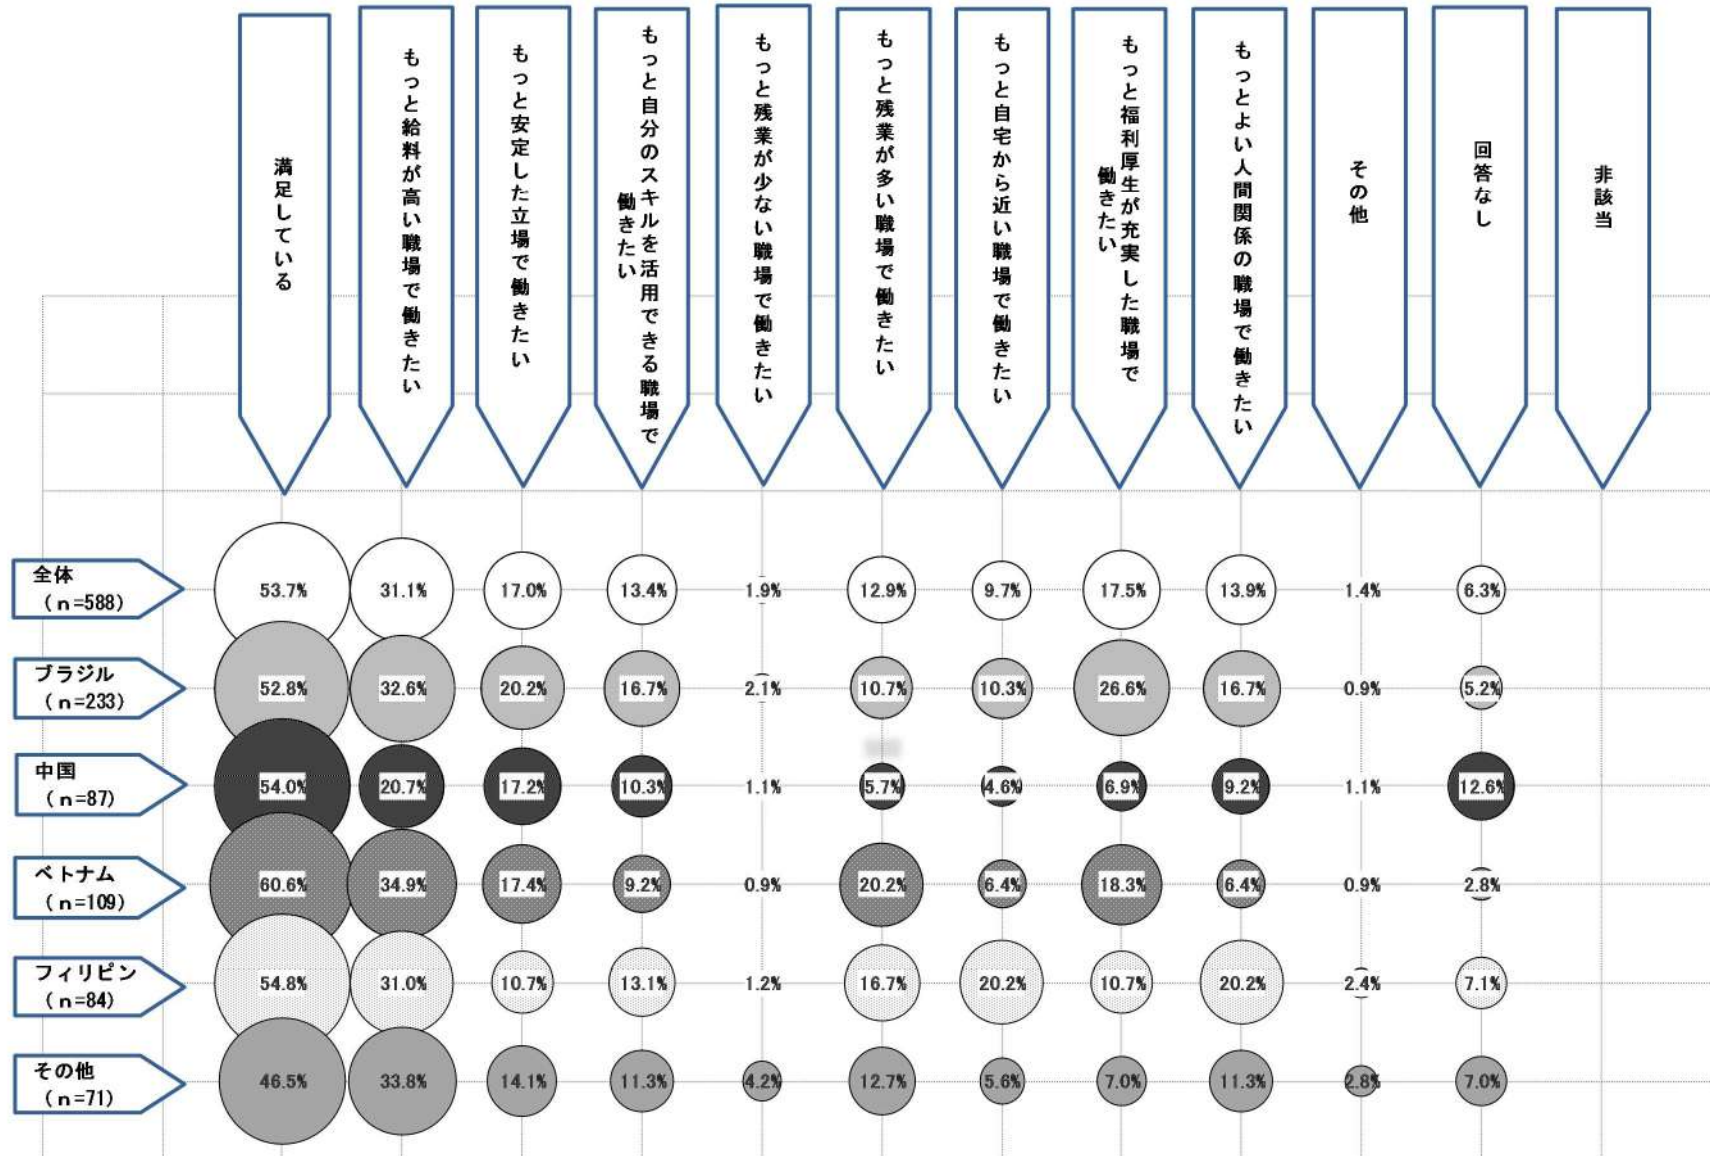 満足している
もっと給料が高い職場で働きたい
もっと安定した立場で働きたい
もっと自分のスキルを活用できる職場で
働きたい
もっと残業が少ない職場で働きたい
もっと残業が多い職場で働きたい
もっと自宅から近い職場で働きたい
もっと福利厚生が充実した職場で
働きたい
もっとよい人間関係の職場で働きたい
その他
回答なし
非該当
全体
(n=588)
53.7% 31.1% 17.0% 13.4% 1.9% 12.9% 9.7% 17.5% 13.9% 1.4% 6.3%
ブラジル
(n=233)
52.8% 32.6% 20.2% 16.7% 2.1% 10.7% 10.3% 26.6% 16.7% 0.9% 5.2%
中国
(n=87)
54.0% 20.7% 17.2% 10.3% 1.1% 5.7% 4.6% 6.9% 9.2% 1.1% 12.6%
ベトナム
(n=109)
60.6% 34.9% 17.4% 9.2% 0.9% 20.2% 6.4% 18.3% 6.4% 0.9% 2.8%
フィリピン
(n=84)
54.8% 31.0% 10.7% 13.1% 1.2% 16.7% 20.2% 10.7% 20.2% 2.4% 7.1%
その他
(n=71)
46.5% 33.8% 14.1% 11.3% 4.2% 12.7% 5.6% 7.0% 11.3% 2.8% 7.0%